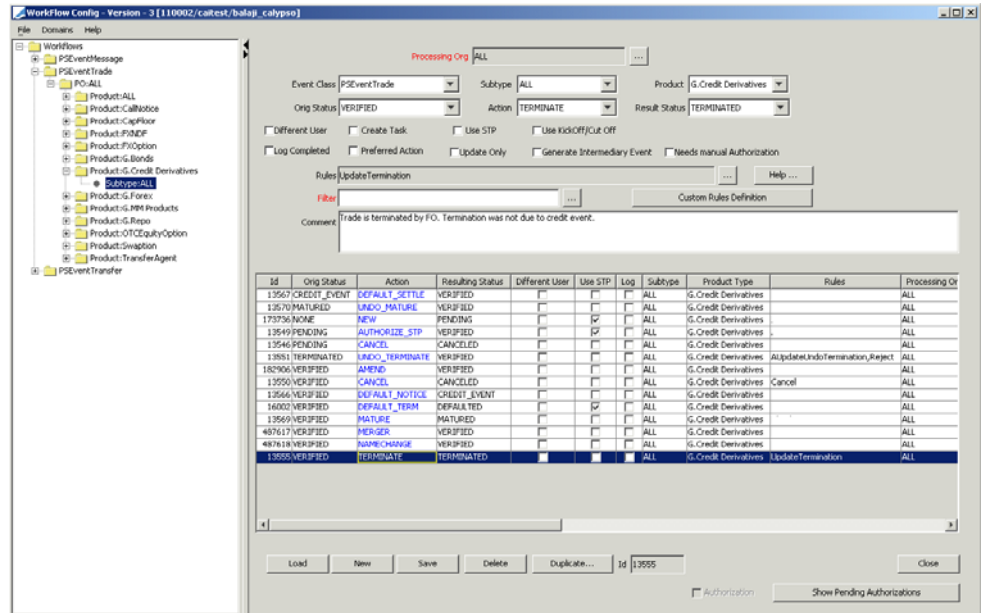 WorkFlow Config - Version - 3 [110002/caitest/balaji_calypso]
File Domains Help
Workflows
PSEventMessage
PSEventTrade
PO:ALL
Product:ALL
Product:CallNotice
Product:CapFloor
Product:FXNDF
Product:FXOption
Product:G.Bonds
Product:G.Credit Derivatives
Subtype:ALL
Product:G.Forex
Product:G.MM Products
Product:G.Repo
Product:OTCEquityOption
Product:Swaption
Product:TransferAgent
PSEventTransfer
Processing Org ALL ...
Event Class PSEventTrade Subtype ALL Product G.Credit Derivatives
Orig Status VERIFIED Action TERMINATE Result Status TERMINATED
Different User Create Task Use STP Use KickOff/Cut Off
Log Completed Preferred Action Update Only Generate Intermediary Event Needs manual Authorization
Rules UpdateTermination ... Help ...
Filter ... Custom Rules Definition
Comment Trade is terminated by FO. Termination was not due to credit event.
Id Orig Status Action Resulting Status Different User Use STP Log Subtype Product Type Rules Processing Or
13567 CREDIT_EVENT DEFAULT_SETTLE VERIFIED ALL G.Credit Derivatives ALL
13570 MATURED UNDO_MATURE VERIFIED ALL G.Credit Derivatives ALL
173736 NONE NEW PENDING ALL G.Credit Derivatives . ALL
13549 PENDING AUTHORIZE_STP VERIFIED ALL G.Credit Derivatives . ALL
13546 PENDING CANCEL CANCELED ALL G.Credit Derivatives ALL
13551 TERMINATED UNDO_TERMINATE VERIFIED ALL G.Credit Derivatives AUpdateUndoTermination,Reject ALL
182906 VERIFIED AMEND VERIFIED ALL G.Credit Derivatives ALL
13550 VERIFIED CANCEL CANCELED ALL G.Credit Derivatives Cancel ALL
13566 VERIFIED DEFAULT_NOTICE CREDIT_EVENT ALL G.Credit Derivatives ALL
16002 VERIFIED DEFAULT_TERM DEFAULTED ALL G.Credit Derivatives ALL
13569 VERIFIED MATURE MATURED ALL G.Credit Derivatives ALL
487617 VERIFIED MERGER VERIFIED ALL G.Credit Derivatives ALL
487618 VERIFIED NAMECHANGE VERIFIED ALL G.Credit Derivatives ALL
13555 VERIFIED TERMINATE TERMINATED ALL G.Credit Derivatives UpdateTermination ALL
Load New Save Delete Duplicate... Id 13555 Close
Authorization Show Pending Authorizations